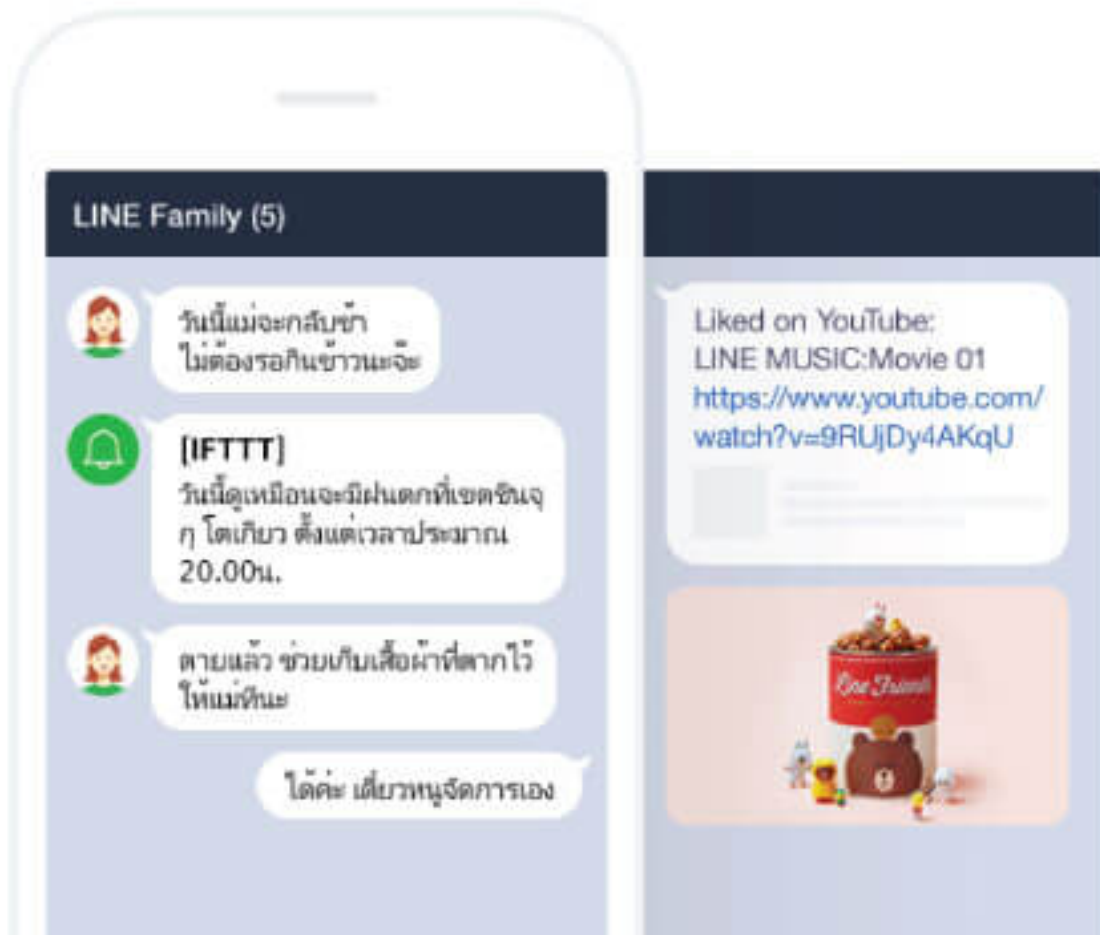 LINE Family (5)
วันนี้แม่จะกลับช้า
ไม่ต้องรอกินข้าวนะจ๊ะ
[IFTTT]
วันนี้ดูเหมือนจะมีฝนตกที่เขตชินจุ
กุ โตเกียว ตั้งแต่เวลาประมาณ
20.00น.
ตายแล้ว ช่วยเก็บเสื้อผ้าที่ตากไว้
ให้แม่ทีนะ
ได้ค่ะ เดี๋ยวหนูจัดการเอง
Liked on YouTube:
LINE MUSIC:Movie 01
https://www.youtube.com/
watch?v=9RUjDy4AKqU
Line Friends